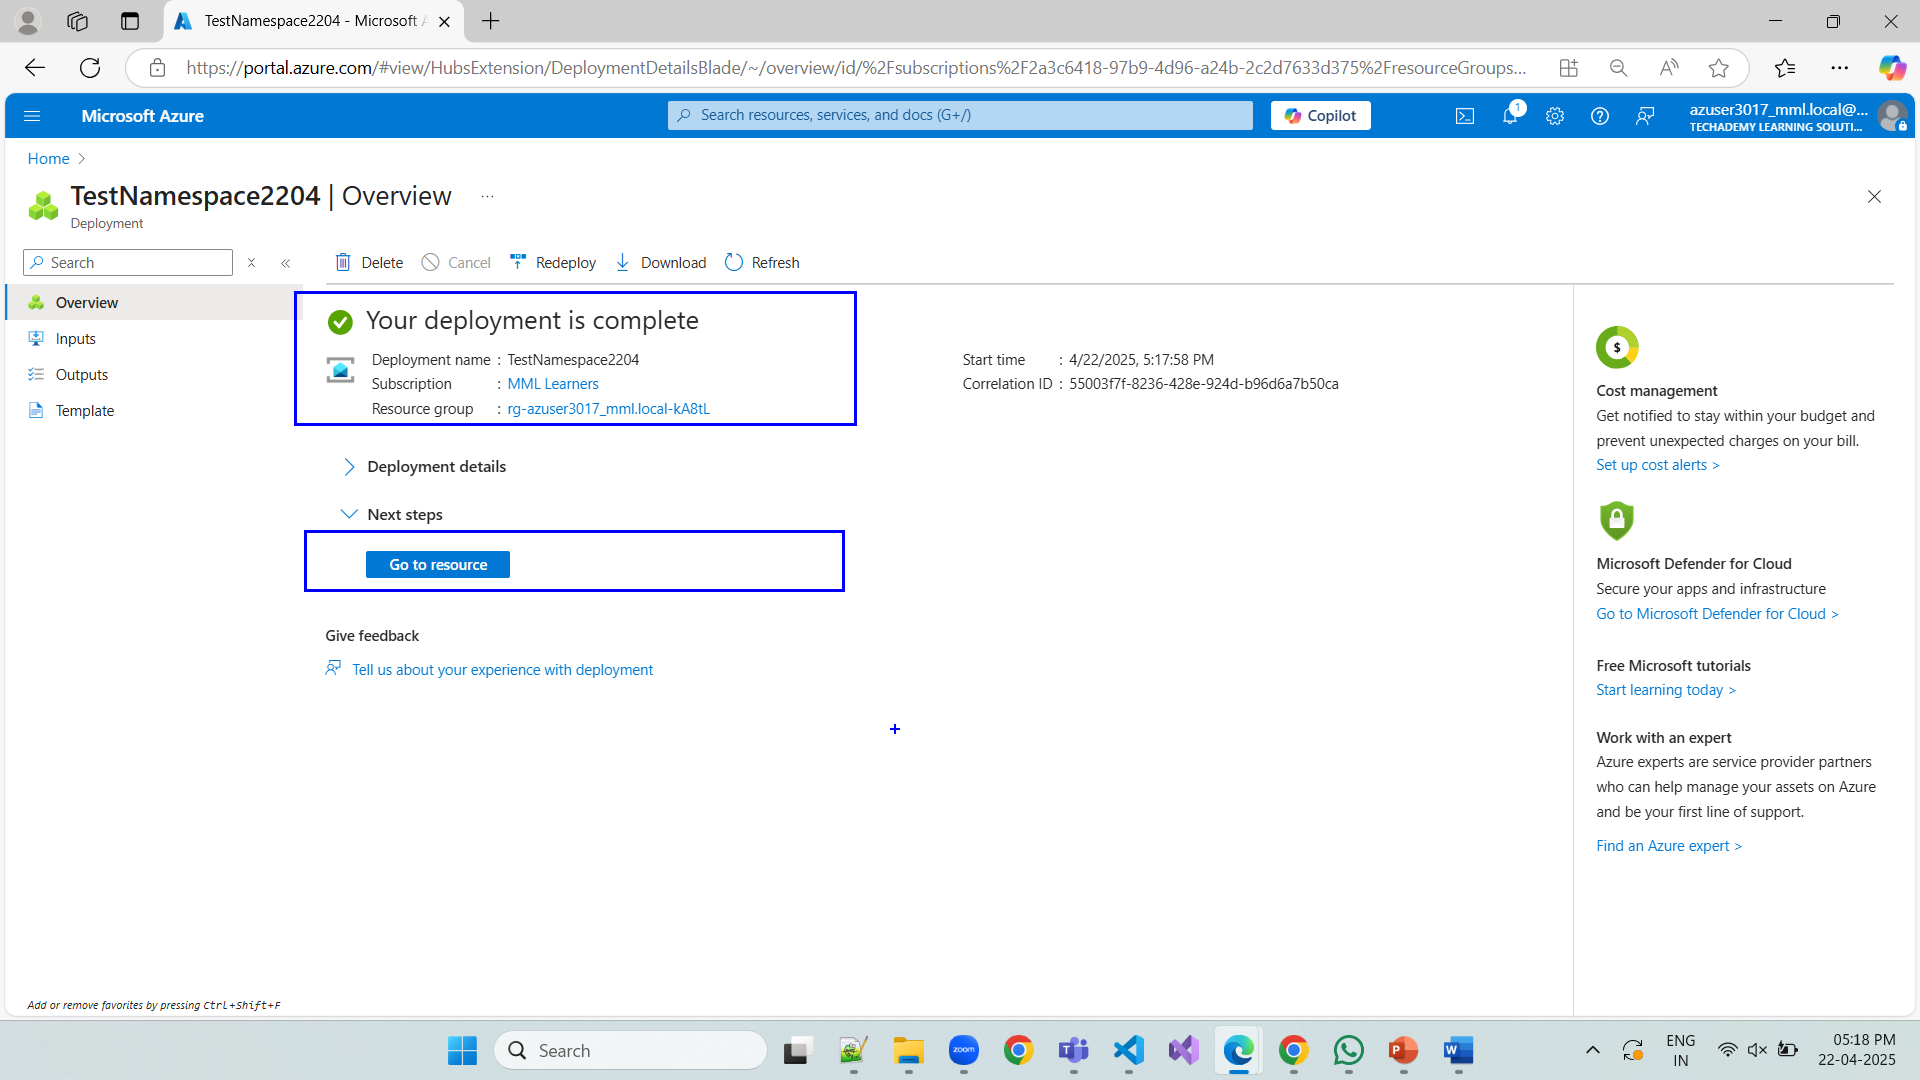 TestNamespace2204 - Microsoft A
https://portal.azure.com/#view/HubsExtension/DeploymentDetailsBlade/~/overview/id/%2Fsubscriptions%2F2a3c6418-97b9-4d96-a24b-2c2d7633d375%2FresourceGroups...
Microsoft Azure
Search resources, services, and docs (G+/)
Copilot
1
azuser3017_mml.local@...
TECHADEMY LEARNING SOLUTI...
Home
TestNamespace2204 | Overview ...
Deployment
Search
Delete Cancel Redeploy Download Refresh
Overview
Inputs
Outputs
Template
Your deployment is complete
Deployment name : TestNamespace2204
Subscription : MML Learners
Resource group : rg-azuser3017_mml.local-kA8tL
Start time : 4/22/2025, 5:17:58 PM
Correlation ID : 55003f7f-8236-428e-924d-b96d6a7b50ca
Deployment details
Next steps
Go to resource
Give feedback
Tell us about your experience with deployment
$
Cost management
Get notified to stay within your budget and
prevent unexpected charges on your bill.
Set up cost alerts >
Microsoft Defender for Cloud
Secure your apps and infrastructure
Go to Microsoft Defender for Cloud >
Free Microsoft tutorials
Start learning today >
Work with an expert
Azure experts are service provider partners
who can help manage your assets on Azure
and be your first line of support.
Find an Azure expert >
Add or remove favorites by pressing Ctrl+Shift+F
Search
zoom
ENG
IN
05:18 PM
22-04-2025